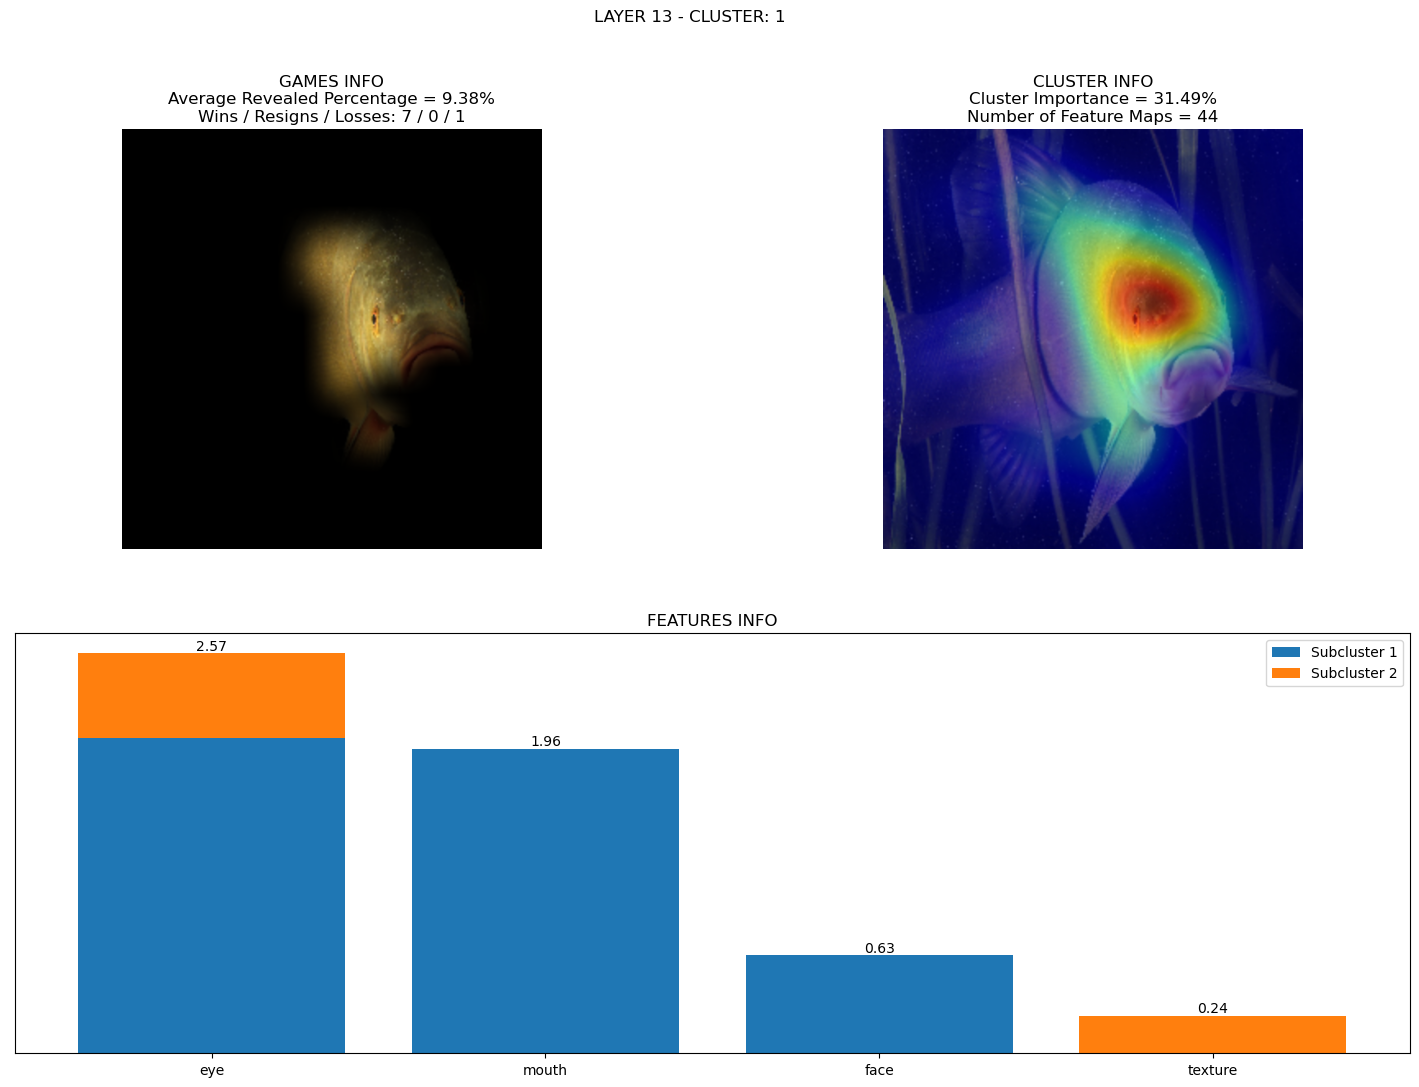 LAYER 13 - CLUSTER: 1
GAMES INFO
Average Revealed Percentage = 9.38%
Wins / Resigns / Losses: 7 / 0 / 1
CLUSTER INFO
Cluster Importance = 31.49%
Number of Feature Maps = 44
FEATURES INFO
2.57
1.96
0.63
0.24
Subcluster 1
Subcluster 2
eye
mouth
face
texture